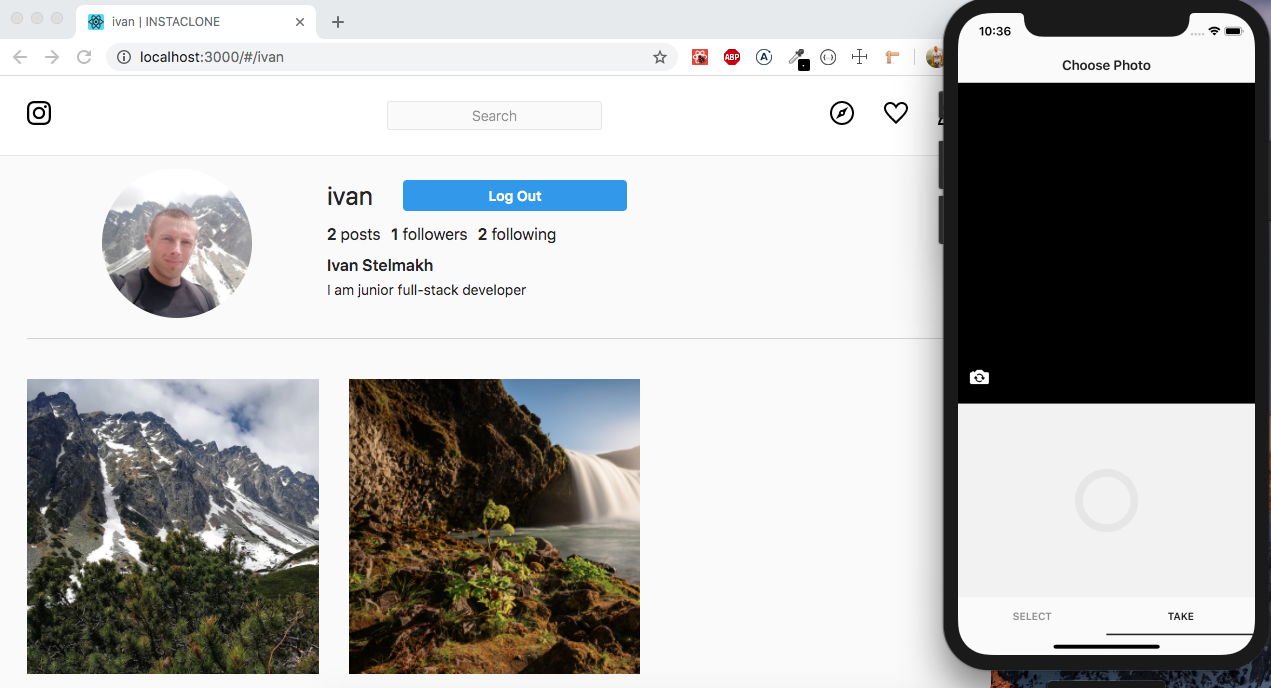 ivan | INSTACLONE
localhost:3000/#/ivan
ABP
A
Search
ivan
Log Out
2 posts 1 followers 2 following
Ivan Stelmakh
I am junior full-stack developer
10:36
Choose Photo
SELECT
TAKE